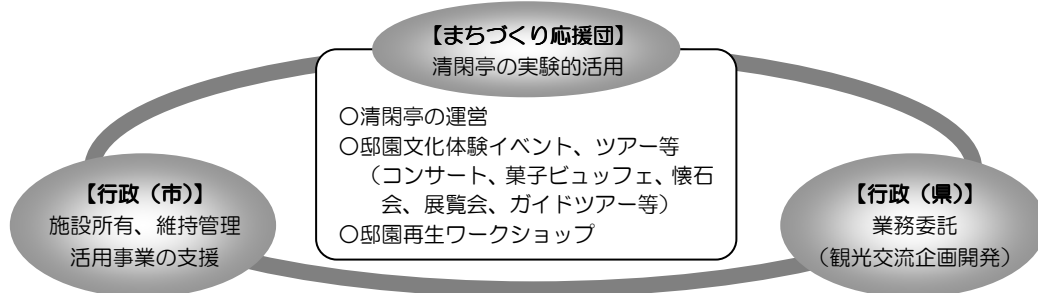 【まちづくり応援団】
清閑亭の実験的活用
○清閑亭の運営
○邸園文化体験イベント、ツアー等
（コンサート、菓子ビュッフェ、懐石
会、展覧会、ガイドツアー等）
○邸園再生ワークショップ
【行政（市）】
施設所有、維持管理
活用事業の支援
【行政（県）】
業務委託
（観光交流企画開発）